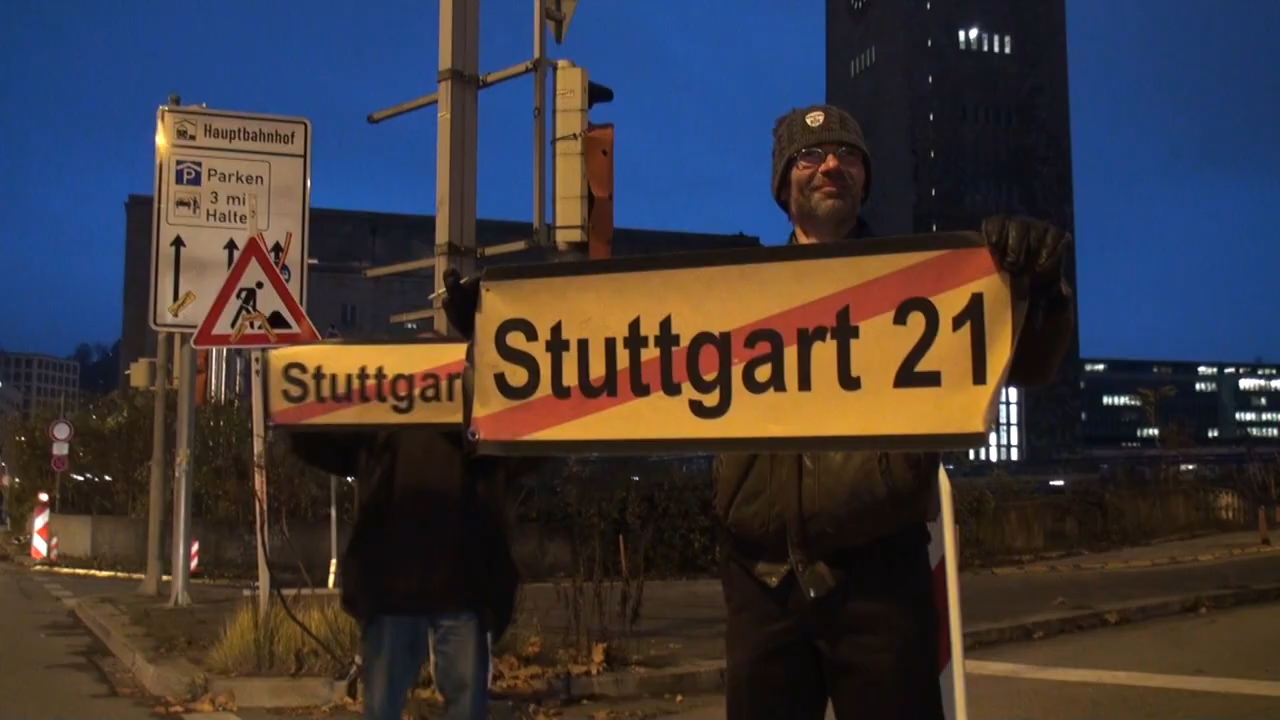 Hauptbahnhof
Parken
3 mi
Halte
Stuttgar
Stuttgart 21